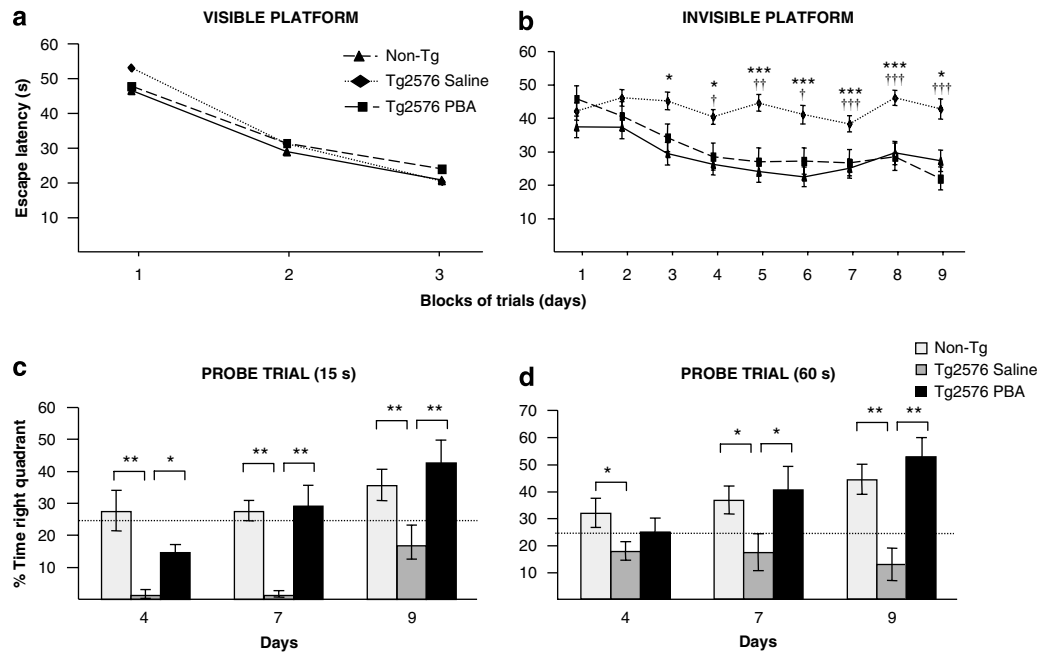 a
VISIBLE PLATFORM
60
50
40
30
20
10
Escape latency (s)
Non-Tg
Tg2576 Saline
Tg2576 PBA
1 2 3
b
INVISIBLE PLATFORM
60
50
40
30
20
10
* * *** *** *** *** *
† †† † ††† ††† †††
1 2 3 4 5 6 7 8 9
Blocks of trials (days)
c
PROBE TRIAL (15 s)
60
50
40
30
20
10
% Time right quadrant
** *
** **
** **
4 7 9
Days
d
PROBE TRIAL (60 s)
Non-Tg
Tg2576 Saline
Tg2576 PBA
70
60
50
40
30
20
10
*
* *
** **
4 7 9
Days